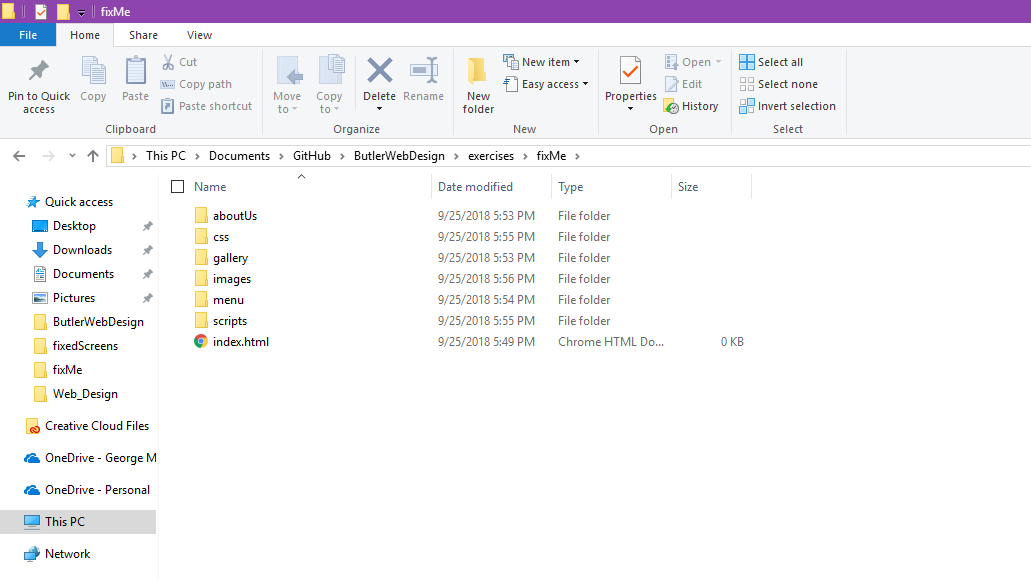 fixMe
File Home Share View
Pin to Quick access
Copy
Paste
Cut
Copy path
Paste shortcut
Clipboard
Move to
Copy to
Delete
Rename
Organize
New folder
New item
Easy access
New
Properties
Open
Edit
History
Open
Select all
Select none
Invert selection
Select
This PC > Documents > GitHub > ButlerWebDesign > exercises > fixMe >
Quick access
Desktop
Downloads
Documents
Pictures
ButlerWebDesign
fixedScreens
fixMe
Web_Design
Creative Cloud Files
OneDrive - George M
OneDrive - Personal
This PC
Network
Name Date modified Type Size
aboutUs 9/25/2018 5:53 PM File folder
css 9/25/2018 5:55 PM File folder
gallery 9/25/2018 5:53 PM File folder
images 9/25/2018 5:56 PM File folder
menu 9/25/2018 5:54 PM File folder
scripts 9/25/2018 5:55 PM File folder
index.html 9/25/2018 5:49 PM Chrome HTML Do... 0 KB